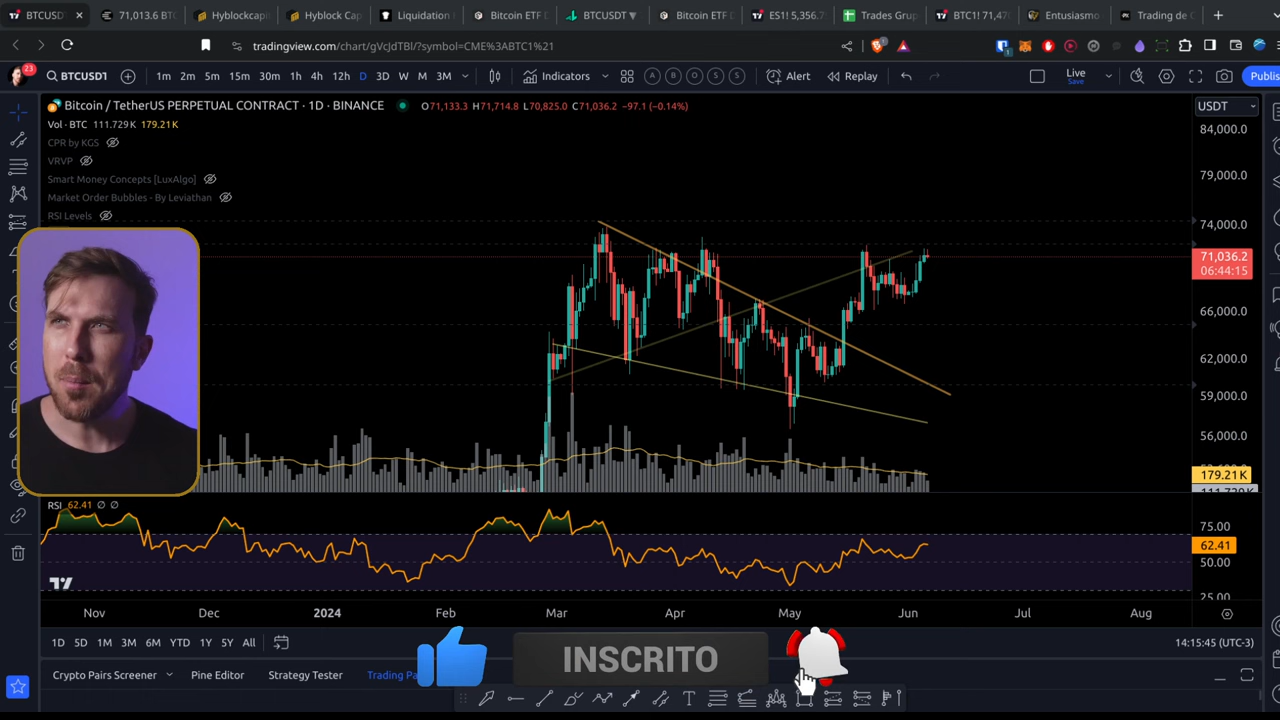 BTCUSDT
71,013.6 BTC
Hyblockcapi
Hyblock Cap
Liquidation
Bitcoin ETF D
BTCUSDT
Bitcoin ETF D
ES1! 5,356.7
Trades Grup
BTC1! 71,47
Entusiasmo
Trading de C
tradingview.com/chart/gVcJdTBl/?symbol=CME%3ABTC1%21
23
BTCUSD1
1m 2m 5m 15m 30m 1h 4h 12h D 3D W M 3M
Indicators
A B O S S
Alert
Replay
Live
Save
Publis
Bitcoin / TetherUS PERPETUAL CONTRACT · 1D · BINANCE
O71,133.3 H71,714.8 L70,825.0 C71,036.2 −97.1 (−0.14%)
USDT
Vol · BTC 111.729K 179.21K
CPR by KGS
VRVP
Smart Money Concepts [LuxAlgo]
Market Order Bubbles - By Leviathan
RSI Levels
84,000.0
79,000.0
74,000.0
71,036.2
06:44:15
66,000.0
62,000.0
59,000.0
56,000.0
179.21K
111.729K
RSI 62.41 ∅ ∅
75.00
62.41
50.00
25.00
Nov Dec 2024 Feb Mar Apr May Jun Jul Aug
1D 5D 1M 3M 6M YTD 1Y 5Y All
14:15:45 (UTC-3)
INSCRITO
Crypto Pairs Screener
Pine Editor
Strategy Tester
Trading Pa